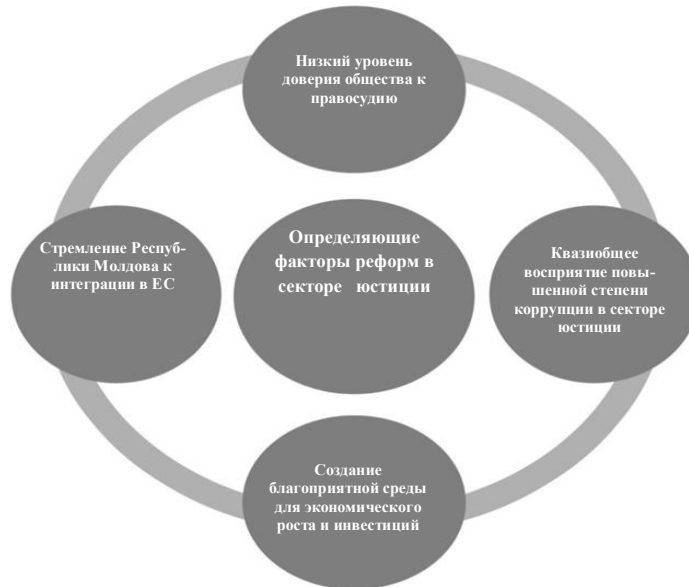 Низкий уровень
доверия общества к
правосудию
Стремление Респуб-
лики Молдова к
интеграции в ЕС
Определяющие
факторы реформ в
секторе юстиции
Квазиобщее
восприятие повы-
шенной степени
коррупции в секторе
юстиции
Создание
благоприятной среды
для экономического
роста и инвестиций